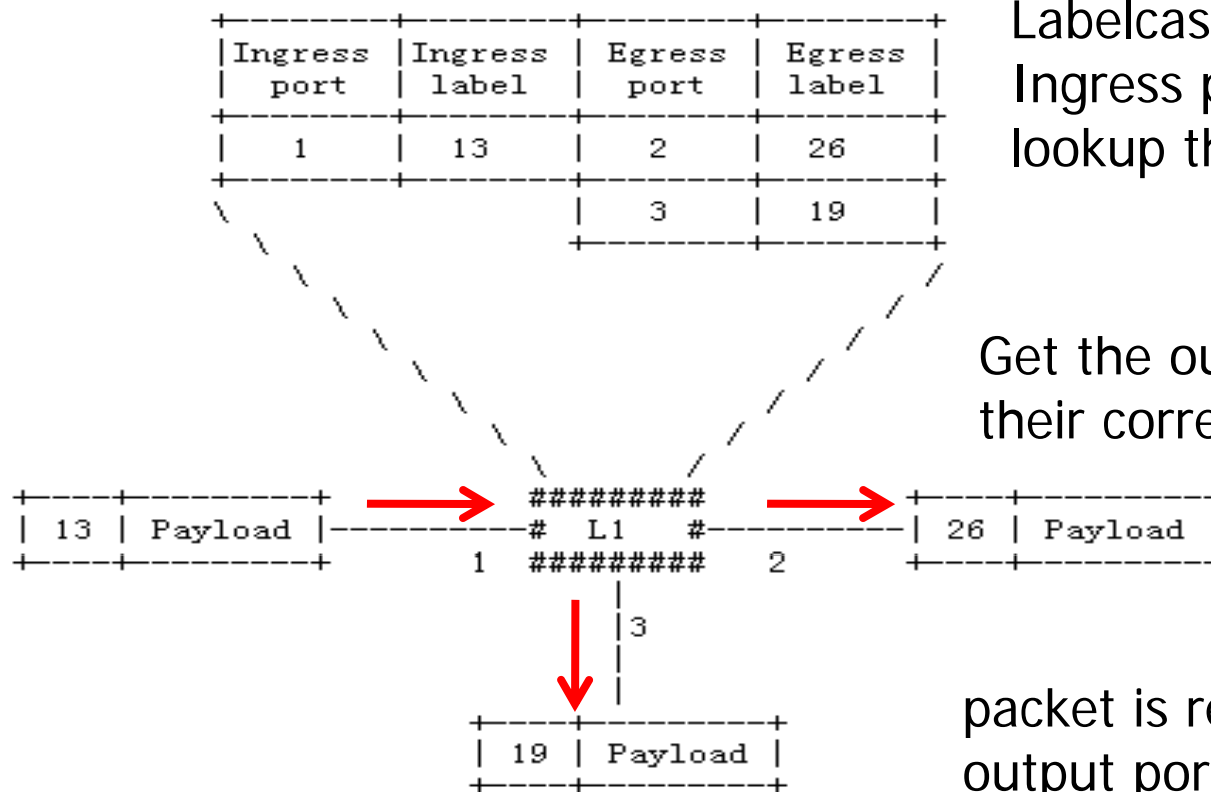 Ingress Ingress Egress Egress
port label port label
1 13 2 26
3 19
Labelcas
Ingress p
lookup th
Get the ou
their corre
13 Payload
# L1 #
26 Payload
1
2
3
19 Payload
packet is re
output por